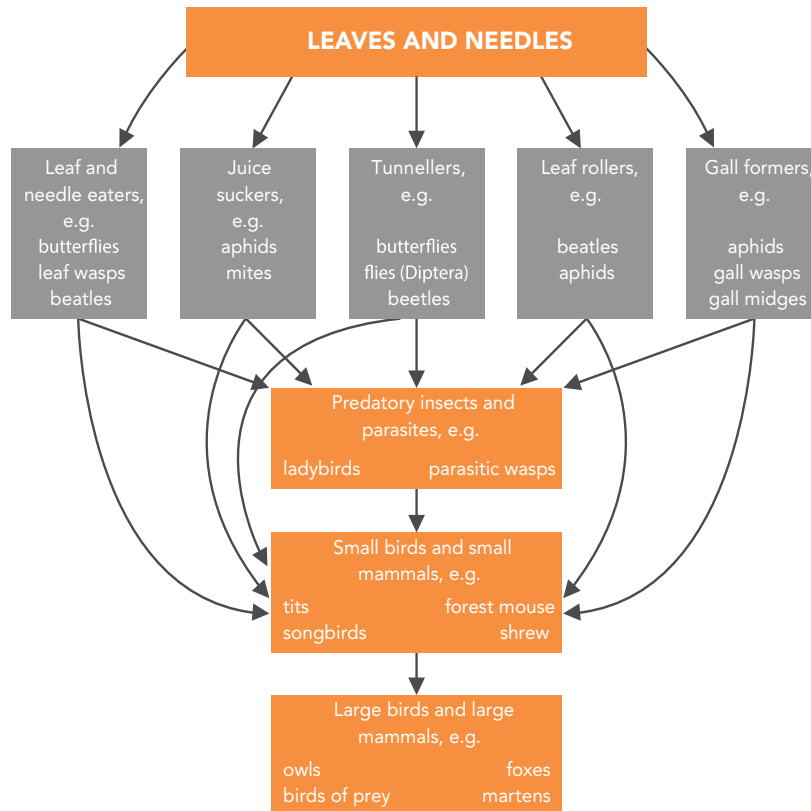 LEAVES AND NEEDLES
Leaf and
needle eaters,
e.g.
butterflies
leaf wasps
beatles
Juice
suckers,
e.g.
aphids
mites
Tunnellers,
e.g.
butterflies
flies (Diptera)
beetles
Leaf rollers,
e.g.
beatles
aphids
Gall formers,
e.g.
aphids
gall wasps
gall midges
Predatory insects and
parasites, e.g.
ladybirds parasitic wasps
Small birds and small
mammals, e.g.
tits forest mouse
songbirds shrew
Large birds and large
mammals, e.g.
owls foxes
birds of prey martens